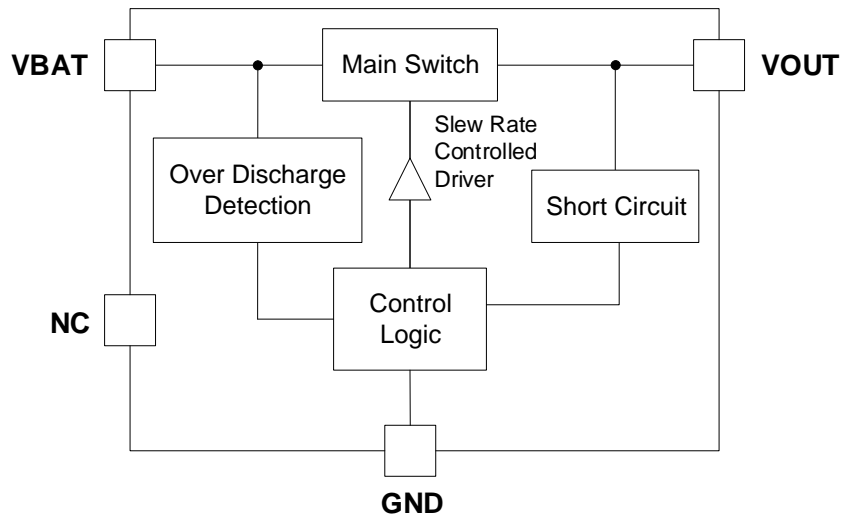 VBAT
Main Switch
VOUT
Slew Rate
Controlled
Driver
Over Discharge
Detection
Short Circuit
NC
Control
Logic
GND